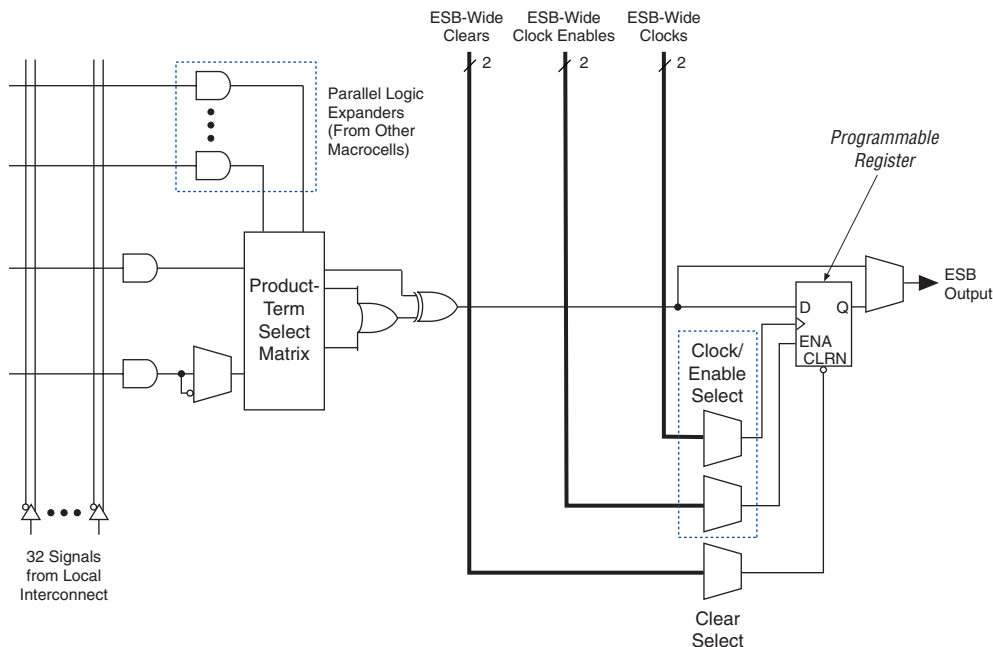 ESB-Wide
Clears
ESB-Wide
Clock Enables
ESB-Wide
Clocks
2
2
2
Parallel Logic
Expanders
(From Other
Macrocells)
Programmable
Register
Product-
Term
Select
Matrix
D
Q
ENA
CLRN
ESB
Output
Clock/
Enable
Select
32 Signals
from Local
Interconnect
Clear
Select